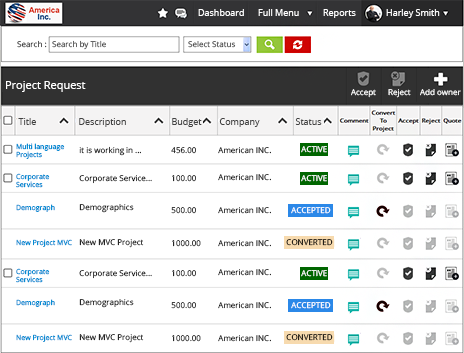 America Inc.
Dashboard Full Menu Reports Harley Smith
Search : Search by Title Select Status
Project Request Accept Reject Add owner
Title Description Budget Company Status Comment Convert To Project Accept Reject Quote
Multi language Projects it is working in ... 456.00 American INC. ACTIVE
Corporate Services Corporate Service... 100.00 American INC. ACTIVE
Demograph Demographics 500.00 American INC. ACCEPTED
New Project MVC New MVC Project 1000.00 American INC. CONVERTED
Corporate Services Corporate Service... 100.00 American INC. ACTIVE
Demograph Demographics 500.00 American INC. ACCEPTED
New Project MVC New MVC Project 1000.00 American INC. CONVERTED